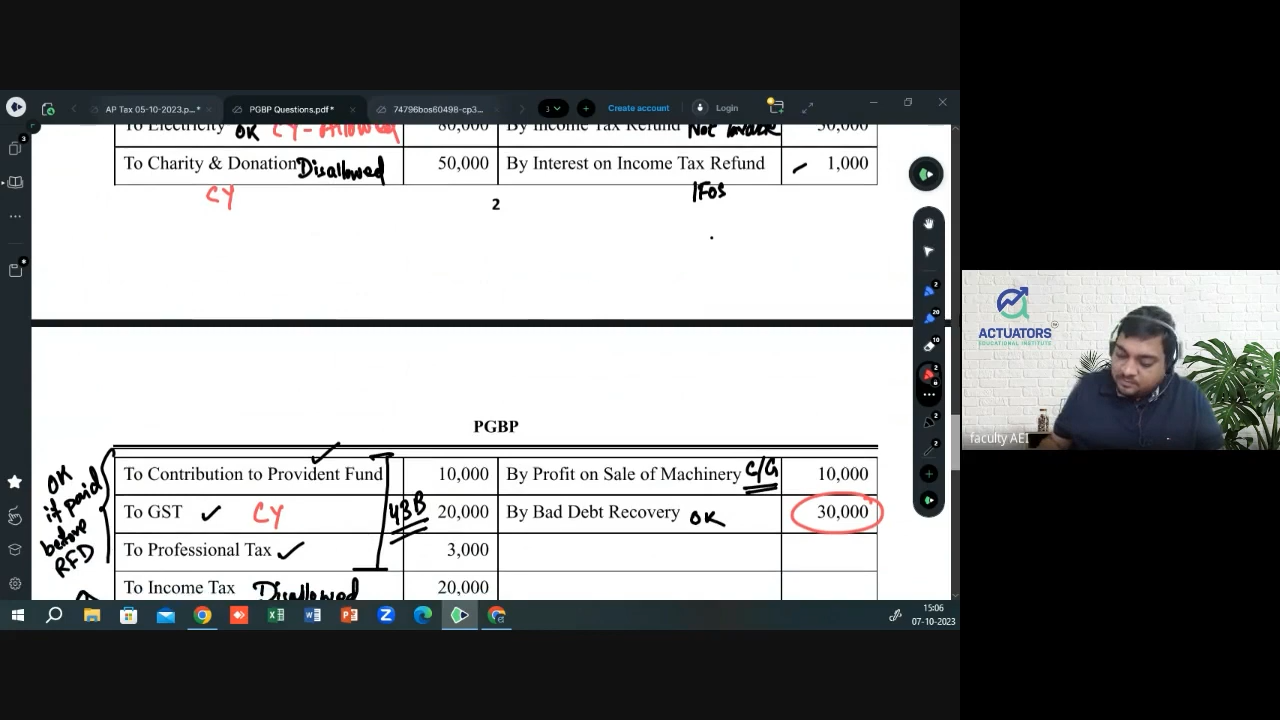 AP Tax 05-10-2023.p... *
PGBP Questions.pdf *
74796bos60498-cp3...
3
Create account
Login
To Electricity OK CY-Allowed 80,000 By Income Tax Refund Not Taxable 50,000
To Charity & Donation Disallowed 50,000 By Interest on Income Tax Refund 1,000
CY
IFOS
2
PGBP
To Contribution to Provident Fund 10,000 By Profit on Sale of Machinery C/G 10,000
To GST CY 43B 20,000 By Bad Debt Recovery OK 30,000
To Professional Tax 3,000
To Income Tax Disallowed 20,000
OK
if paid
before
RFD
ACTUATORS
EDUCATIONAL INSTITUTE
faculty AEI
15:06
07-10-2023